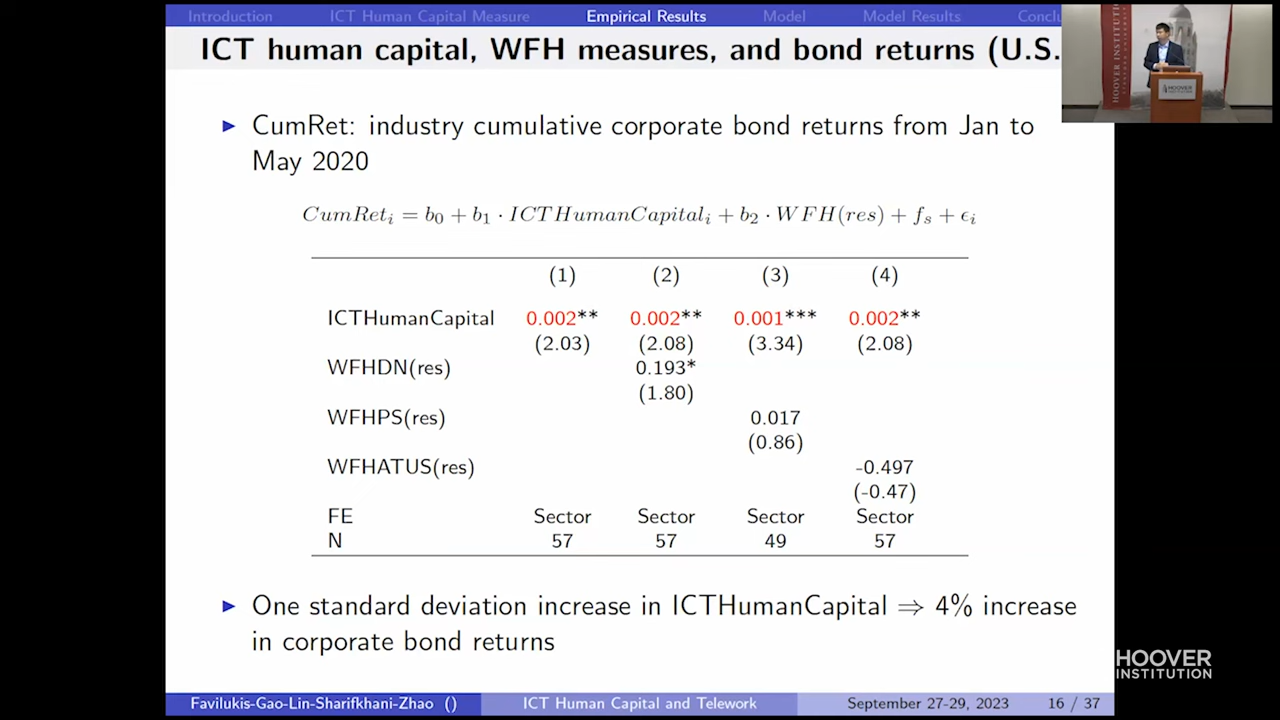 Introduction ICT Human Capital Measure Empirical Results Model Model Results Conclu
ICT human capital, WFH measures, and bond returns (U.S.
▶ CumRet: industry cumulative corporate bond returns from Jan to
May 2020
CumRet_i = b_0 + b_1 · ICTHumanCapital_i + b_2 · WFH(res) + f_s + ϵ_i
(1) (2) (3) (4)
ICTHumanCapital 0.002** 0.002** 0.001*** 0.002**
(2.03) (2.08) (3.34) (2.08)
WFHDN(res) 0.193*
(1.80)
WFHPS(res) 0.017
(0.86)
WFHATUS(res) -0.497
(-0.47)
FE Sector Sector Sector Sector
N 57 57 49 57
▶ One standard deviation increase in ICTHumanCapital ⇒ 4% increase
in corporate bond returns
Favilukis-Gao-Lin-Sharifkhani-Zhao () ICT Human Capital and Telework September 27-29, 2023 16 / 37
HOOVER INSTITUTION
HOOVER
HOOVER
INSTITUTION